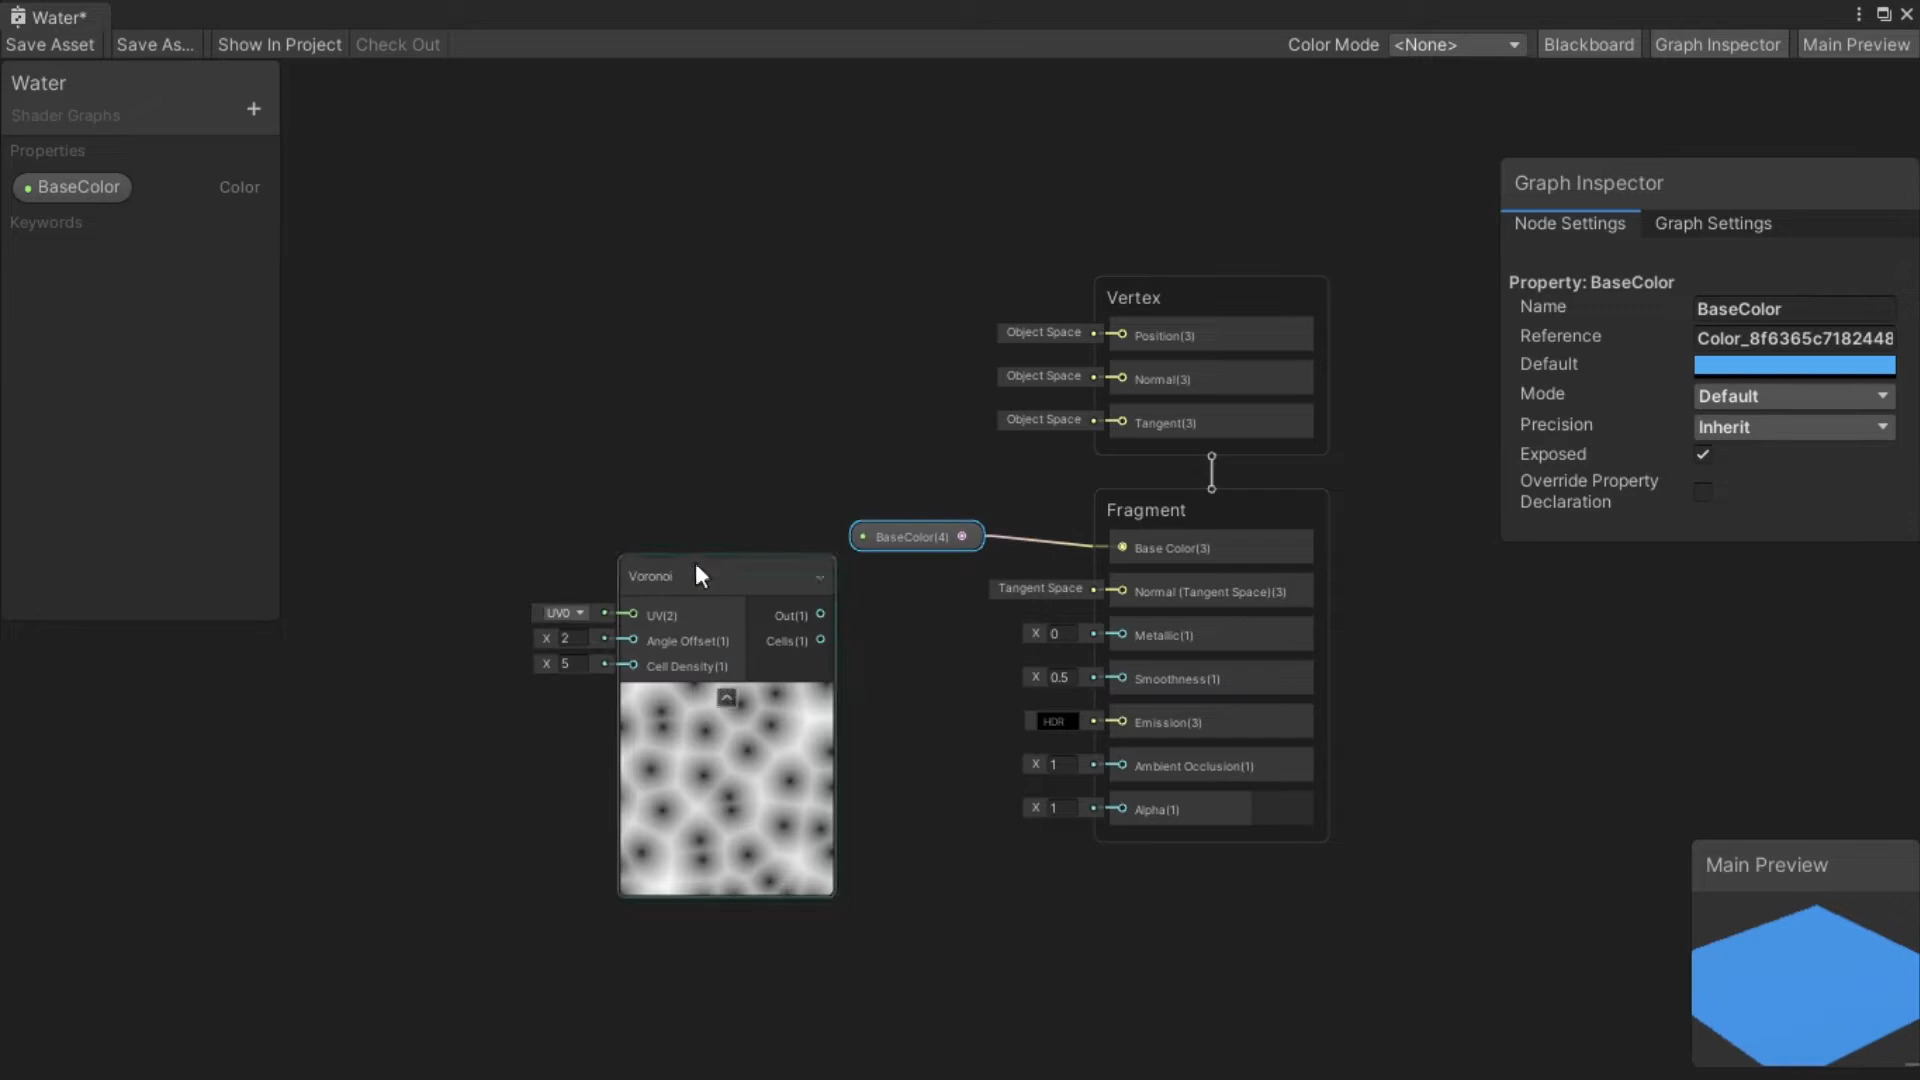 Water*
Save Asset
Save As...
Show In Project
Check Out
Color Mode
<None>
Blackboard
Graph Inspector
Main Preview
Water
Shader Graphs
+
Properties
BaseColor
Color
Keywords
Graph Inspector
Node Settings
Graph Settings
Property: BaseColor
Name
BaseColor
Reference
Color_8f6365c7182448
Default
Mode
Default
Precision
Inherit
Exposed
Override Property
Declaration
Vertex
Object Space
Position(3)
Object Space
Normal(3)
Object Space
Tangent(3)
Fragment
BaseColor(4)
Base Color(3)
Tangent Space
Normal (Tangent Space)(3)
X 0
Metallic(1)
X 0.5
Smoothness(1)
HDR
Emission(3)
X 1
Ambient Occlusion(1)
X 1
Alpha(1)
Voronoi
UV0
UV(2)
Out(1)
X 2
Angle Offset(1)
Cells(1)
X 5
Cell Density(1)
Main Preview